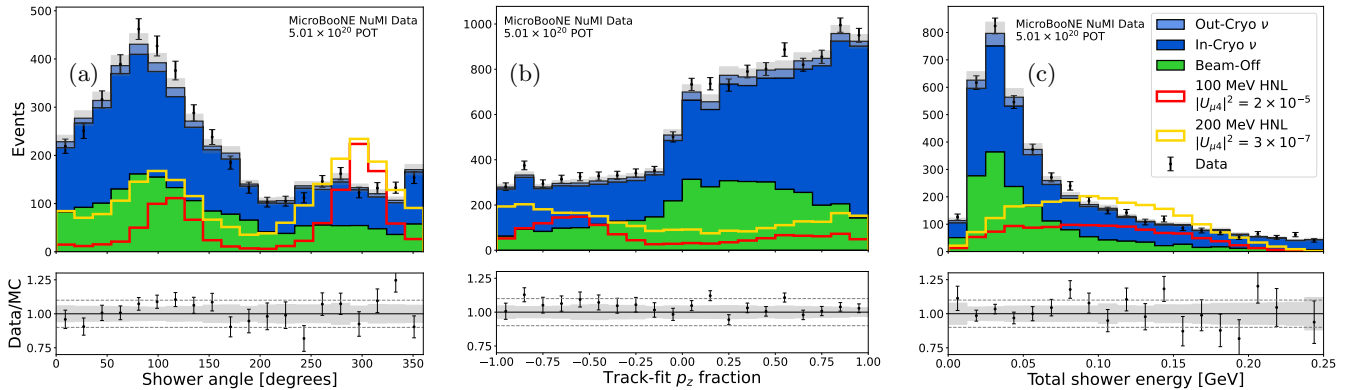 MicroBooNE NuMI Data
5.01 × 10²⁰ POT
(a)
Events
500
400
300
200
100
0
Data/MC
1.25
1.00
0.75
0 50 100 150 200 250 300 350
Shower angle [degrees]
MicroBooNE NuMI Data
5.01 × 10²⁰ POT
(b)
1000
800
600
400
200
0
1.25
1.00
0.75
−1.00 −0.75 −0.50 −0.25 0.00 0.25 0.50 0.75 1.00
Track-fit p_z fraction
MicroBooNE NuMI Data
5.01 × 10²⁰ POT
(c)
Out-Cryo ν
In-Cryo ν
Beam-Off
100 MeV HNL
|U_μ4|² = 2 × 10⁻⁵
200 MeV HNL
|U_μ4|² = 3 × 10⁻⁷
Data
800
700
600
500
400
300
200
100
0
1.25
1.00
0.75
0.00 0.05 0.10 0.15 0.20 0.25
Total shower energy [GeV]